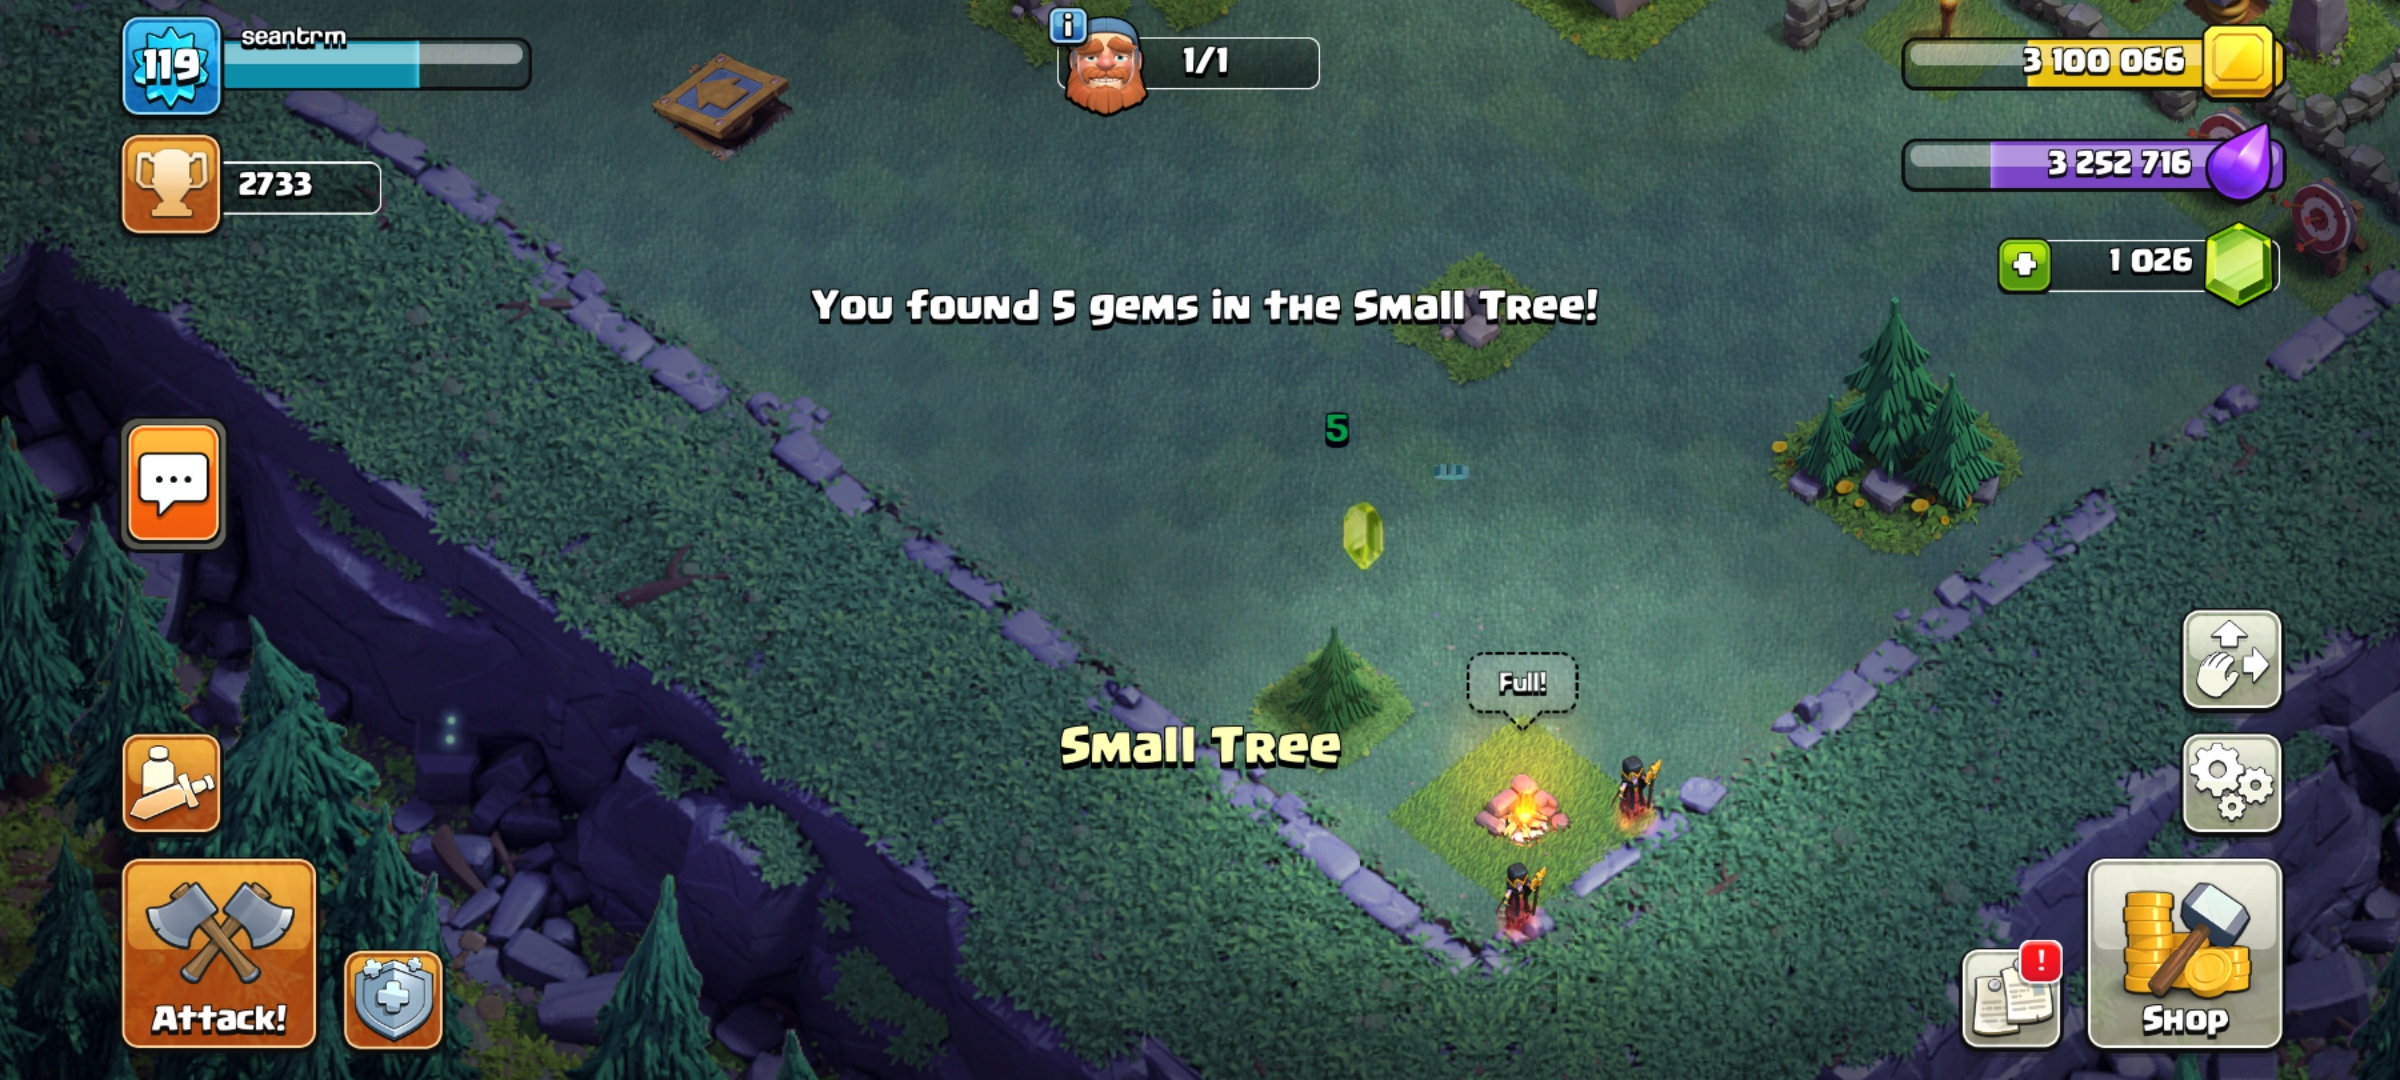 119
seantrm
1/1
3 100 066
2733
3 252 716
1 026
You found 5 gems in the Small Tree!
5
Full!
Small Tree
!
Attack!
Shop